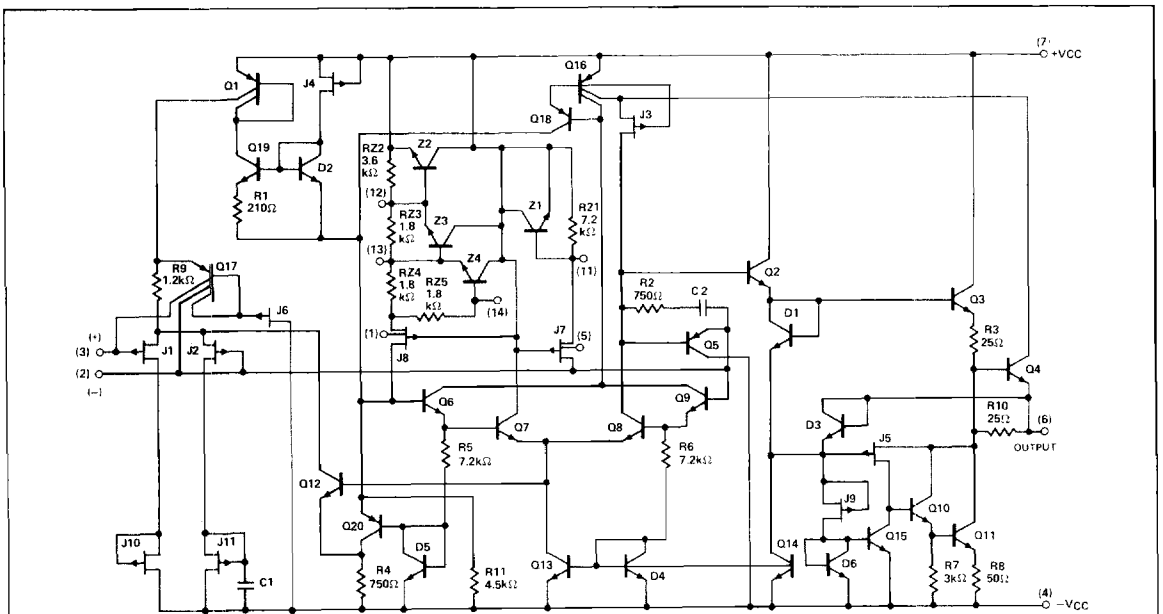 (7)
+VCC
Q1
J4
Q16
Q18
J3
Q19
D2
R1
210Ω
RZ2
3.6
kΩ
Z2
(12)
RZ3
1.8
kΩ
Z3
Z1
R21
7.2
kΩ
(13)
Z4
(11)
RZ4
1.8
kΩ
RZ5
1.8
kΩ
(14)
R9
1.2kΩ
Q17
J6
(1)
J8
J7
(5)
R2
750Ω
C2
Q2
D1
Q3
R3
25Ω
Q5
Q4
(+)
(3)
J1
J2
(2)
(−)
Q6
Q7
Q8
Q9
R5
7.2kΩ
R6
7.2kΩ
D3
R10
25Ω
(6)
OUTPUT
J5
J9
Q10
Q12
Q20
D5
R4
750Ω
R11
4.5kΩ
Q13
D4
Q14
D6
Q15
Q11
R7
3kΩ
R8
50Ω
J10
J11
C1
(4)
−VCC